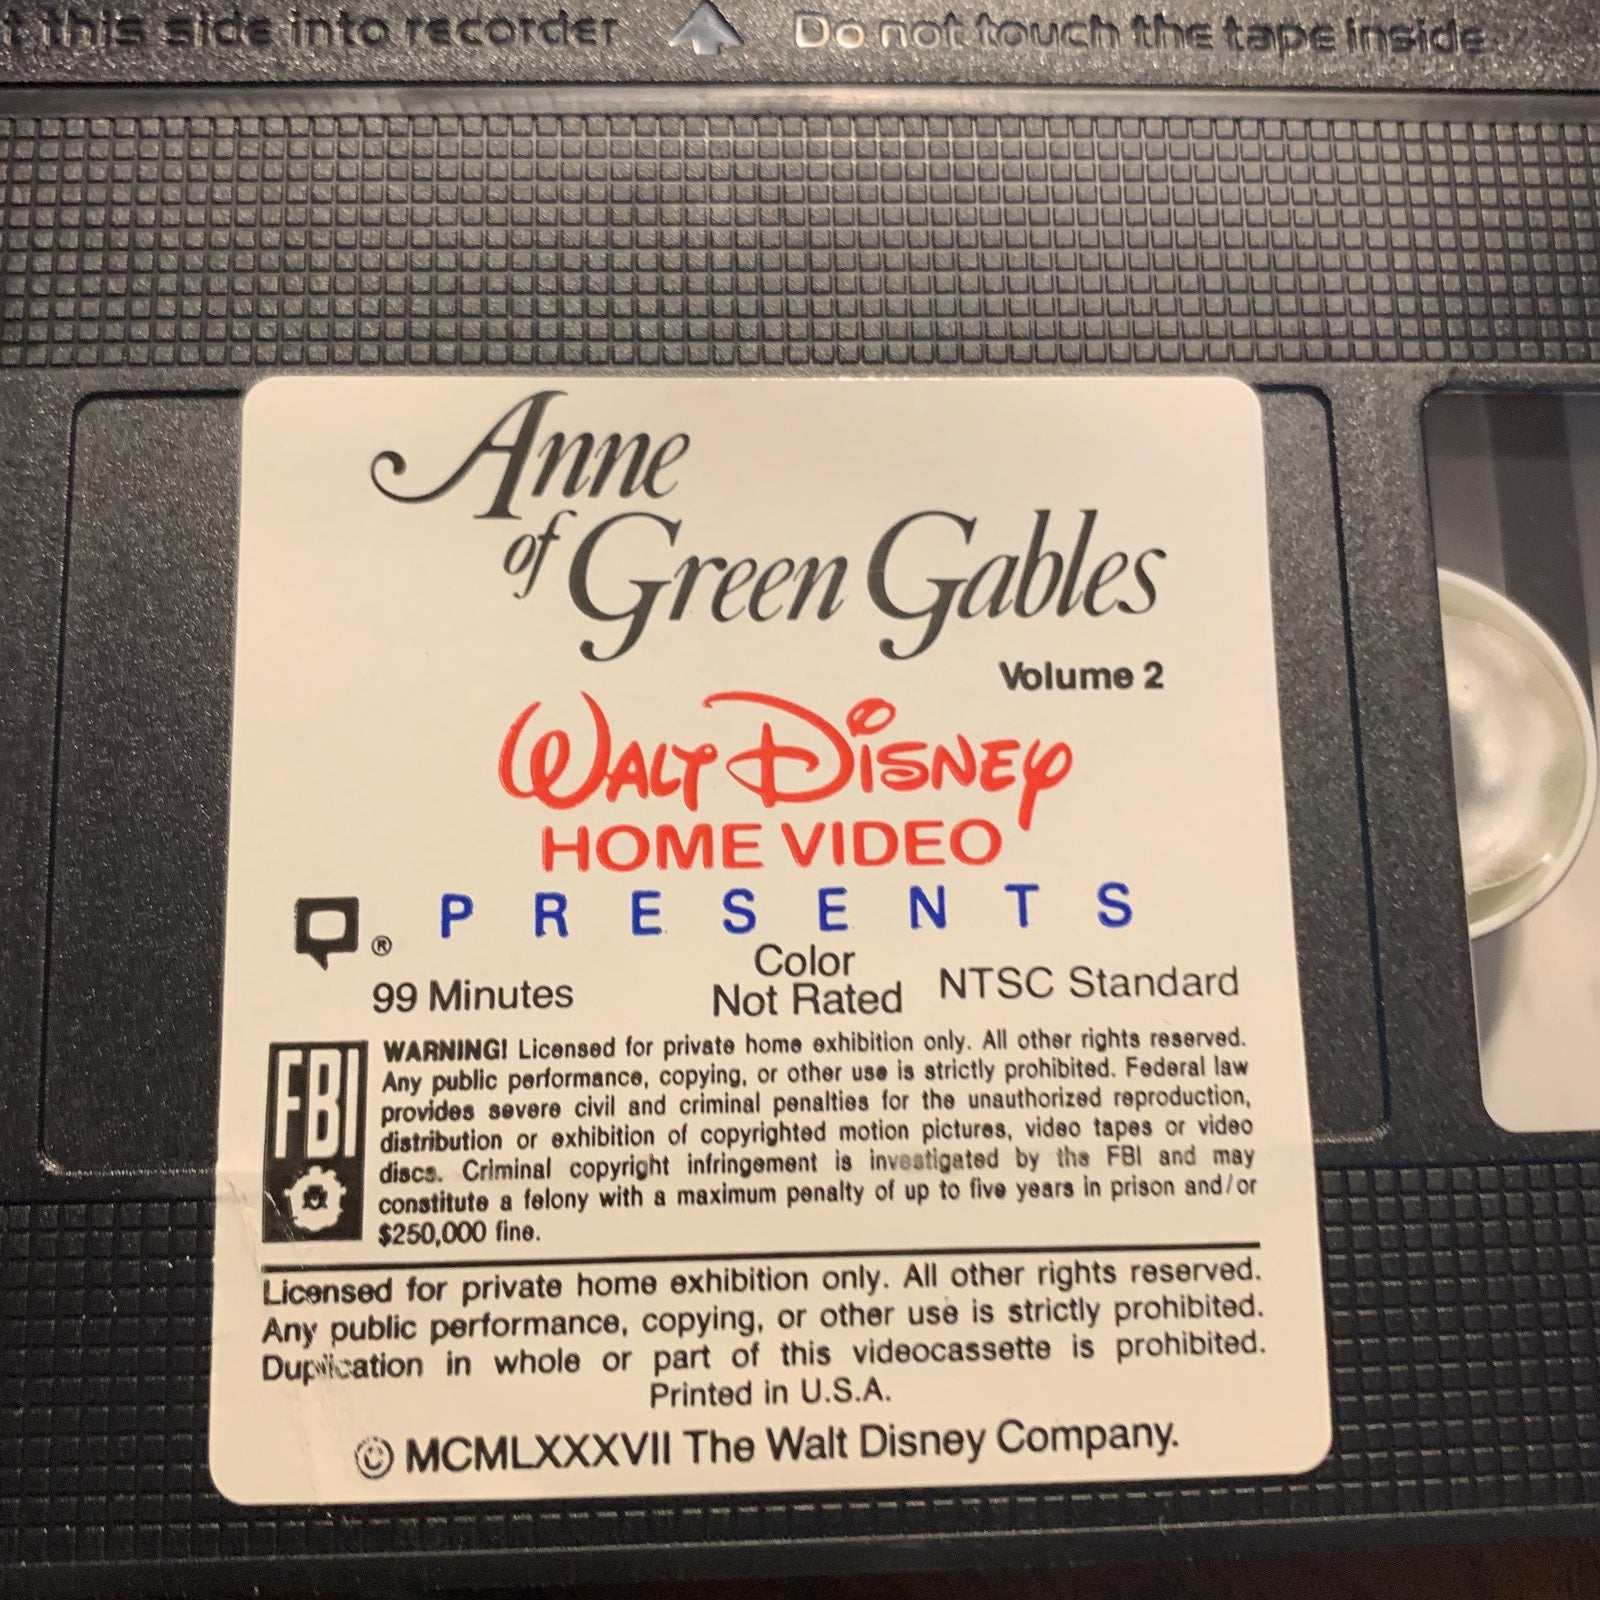 t this side into recorder Do not touch the tape inside
Anne
of Green Gables
Volume 2
WALT DISNEY
HOME VIDEO
PRESENTS
®
99 Minutes Color NTSC Standard
Not Rated
FBI
WARNING! Licensed for private home exhibition only. All other rights reserved.
Any public performance, copying, or other use is strictly prohibited. Federal law
provides severe civil and criminal penalties for the unauthorized reproduction,
distribution or exhibition of copyrighted motion pictures, video tapes or video
discs. Criminal copyright infringement is investigated by the FBI and may
constitute a felony with a maximum penalty of up to five years in prison and/or
$250,000 fine.
Licensed for private home exhibition only. All other rights reserved.
Any public performance, copying, or other use is strictly prohibited.
Duplication in whole or part of this videocassette is prohibited.
Printed in U.S.A.
© MCMLXXXVII The Walt Disney Company.